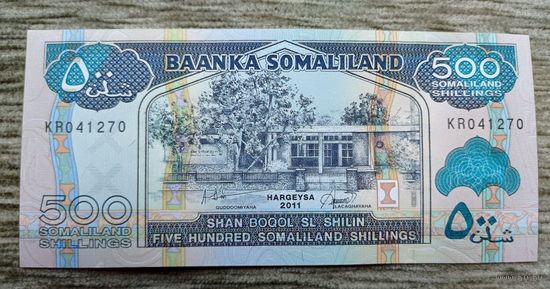 BAANKA SOMALILAND
٥٠٠
شلن
500
SOMALILAND
SHILLINGS
KR041270
KR041270
HARGEYSA
2011
GUDDOOMIYAHA
LACAGHAYAHA
500
SOMALILAND
SHILLINGS
SHAN BOQOL SL SHILIN
FIVE HUNDRED SOMALILAND SHILLINGS
٥٠٠
شلن